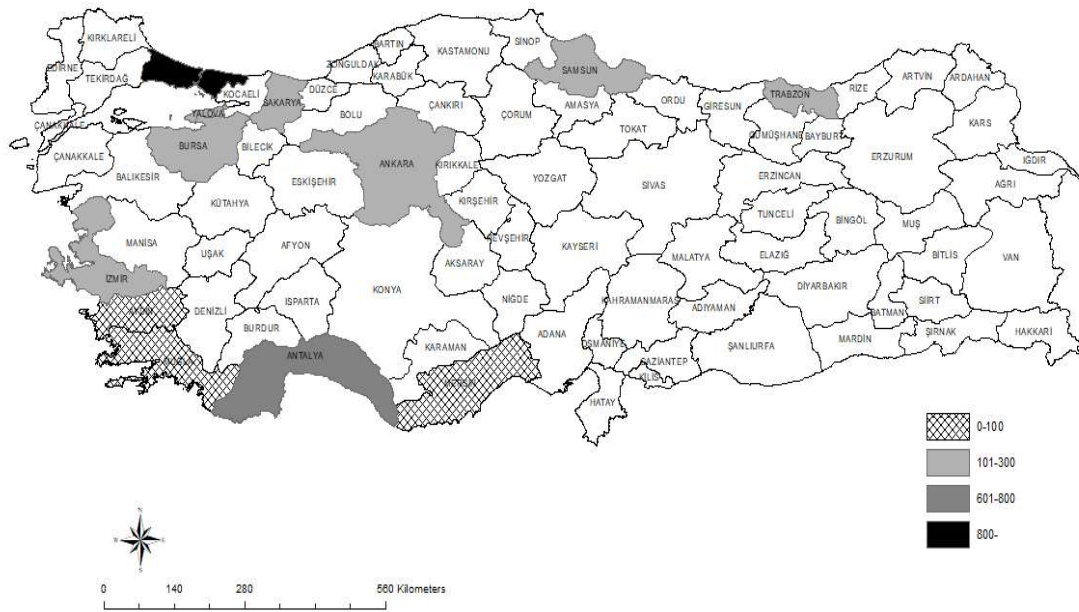 KIRKLARELİ
EDİRNE
TEKİRDAĞ
ÇANAKKALE
ÇANAKKALE
BALIKESİR
KOCAELİ
YALOVA
SAKARYA
BURSA
BİLECİK
DÜZCE
BOLU
ZONGULDAK
BARTIN
KARABÜK
KASTAMONU
ÇANKIRI
SİNOP
SAMSUN
ÇORUM
AMASYA
ORDU
TOKAT
GİRESUN
TRABZON
RİZE
ARTVİN
ARDAHAN
KARS
GÜMÜŞHANE
BAYBURT
ERZURUM
IĞDIR
AĞRI
ERZİNCAN
SİVAS
YOZGAT
KIRIKKALE
ANKARA
ESKİŞEHİR
KÜTAHYA
KIRŞEHİR
NEVŞEHİR
KAYSERİ
MALATYA
TUNCELİ
BİNGÖL
ELAZIĞ
MUŞ
BİTLİS
VAN
MANİSA
UŞAK
AFYON
İZMİR
AYDIN
DENİZLİ
ISPARTA
BURDUR
KONYA
AKSARAY
NİĞDE
ADANA
KARAMAN
ANTALYA
KAHRAMANMARAŞ
OSMANİYE
GAZİANTEP
KİLİS
HATAY
ADIYAMAN
ŞANLIURFA
DİYARBAKIR
BATMAN
MARDİN
SİİRT
ŞIRNAK
HAKKARİ
0-100
101-300
601-800
800-
N
W
E
S
0
140
280
560 Kilometers